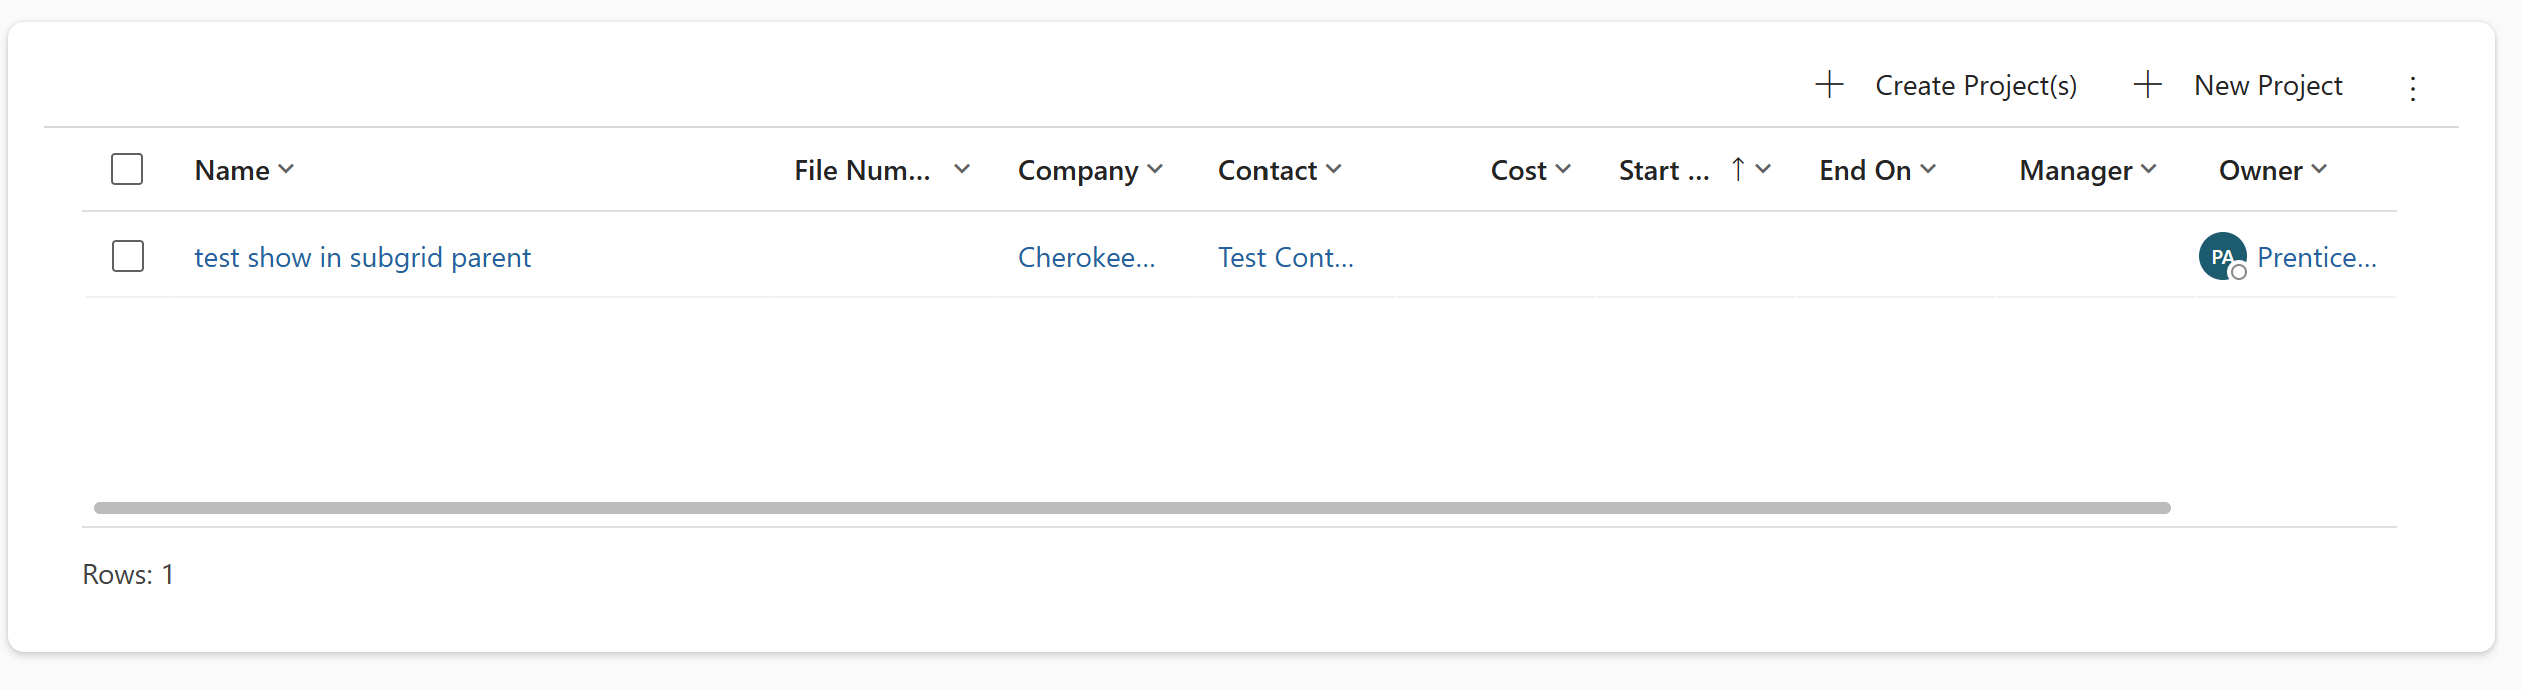 Create Project(s) New Project
Name File Num... Company Contact Cost Start ... End On Manager Owner
test show in subgrid parent Cherokee... Test Cont... PA Prentice...
Rows: 1